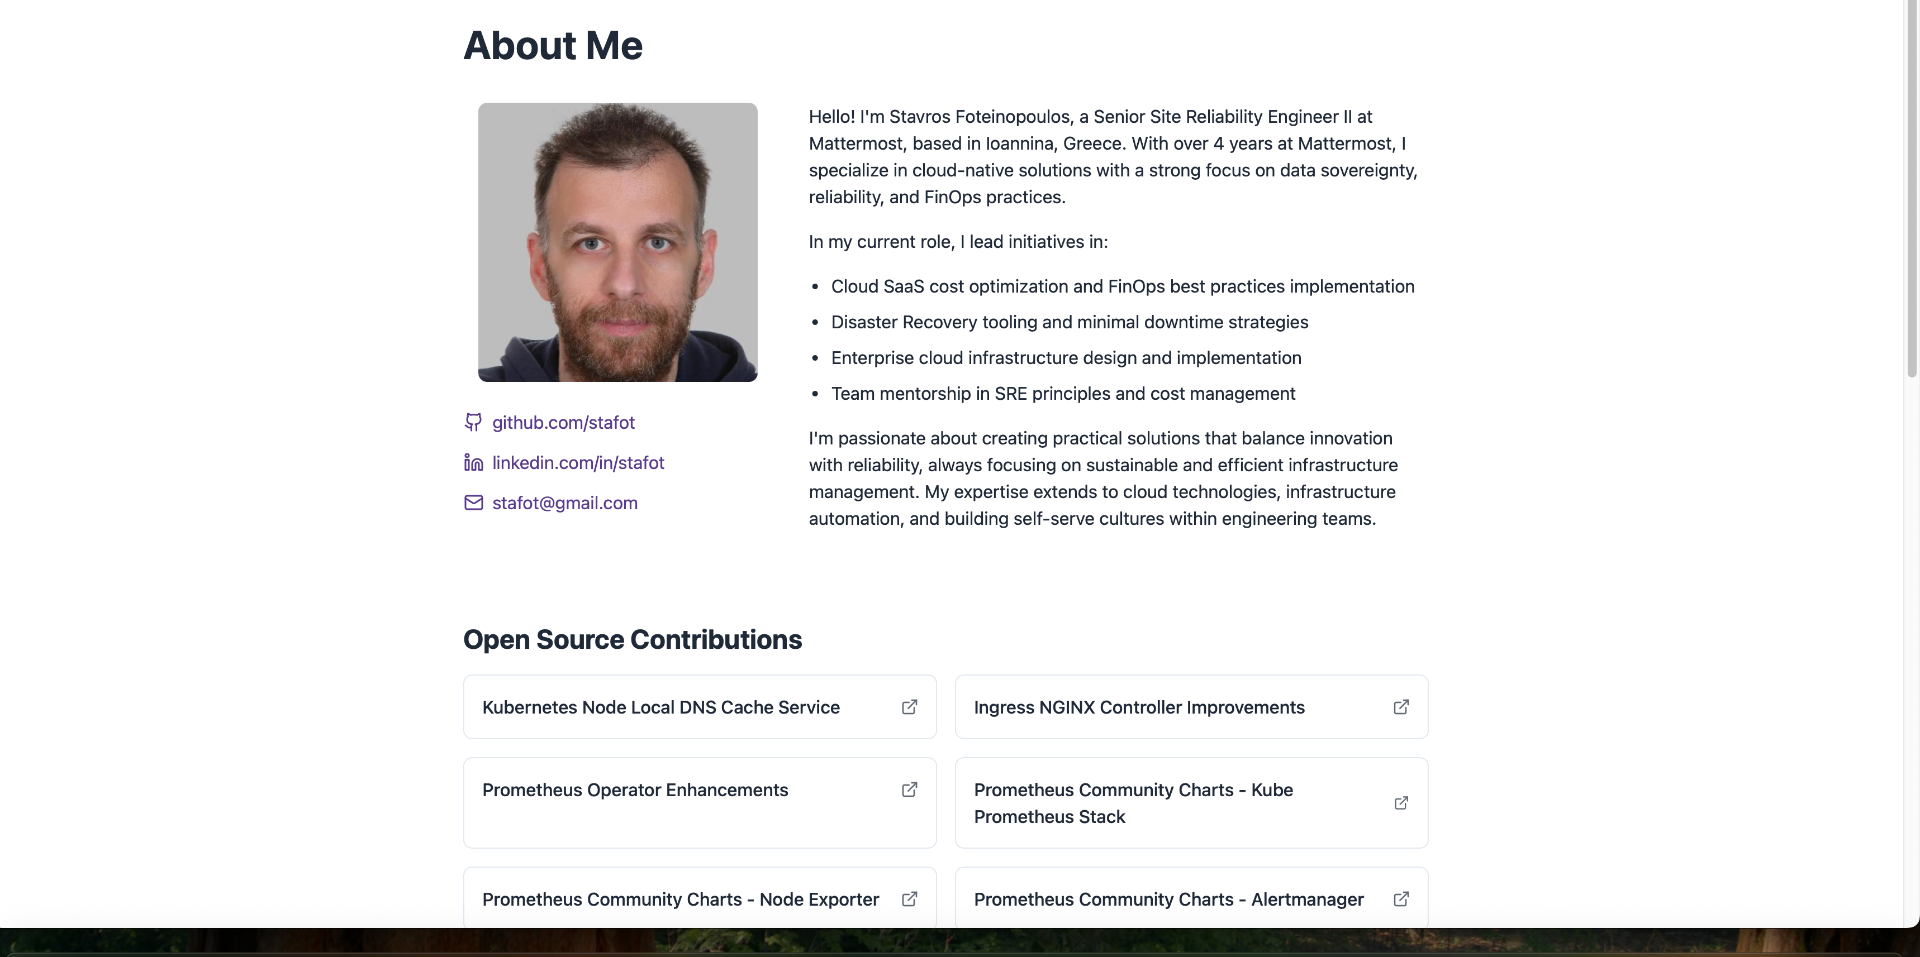 About Me
Hello! I'm Stavros Foteinopoulos, a Senior Site Reliability Engineer II at
Mattermost, based in Ioannina, Greece. With over 4 years at Mattermost, I
specialize in cloud-native solutions with a strong focus on data sovereignty,
reliability, and FinOps practices.
In my current role, I lead initiatives in:
• Cloud SaaS cost optimization and FinOps best practices implementation
• Disaster Recovery tooling and minimal downtime strategies
• Enterprise cloud infrastructure design and implementation
• Team mentorship in SRE principles and cost management
I'm passionate about creating practical solutions that balance innovation
with reliability, always focusing on sustainable and efficient infrastructure
management. My expertise extends to cloud technologies, infrastructure
automation, and building self-serve cultures within engineering teams.
github.com/stafot
linkedin.com/in/stafot
stafot@gmail.com
Open Source Contributions
Kubernetes Node Local DNS Cache Service
Ingress NGINX Controller Improvements
Prometheus Operator Enhancements
Prometheus Community Charts - Kube
Prometheus Stack
Prometheus Community Charts - Node Exporter
Prometheus Community Charts - Alertmanager